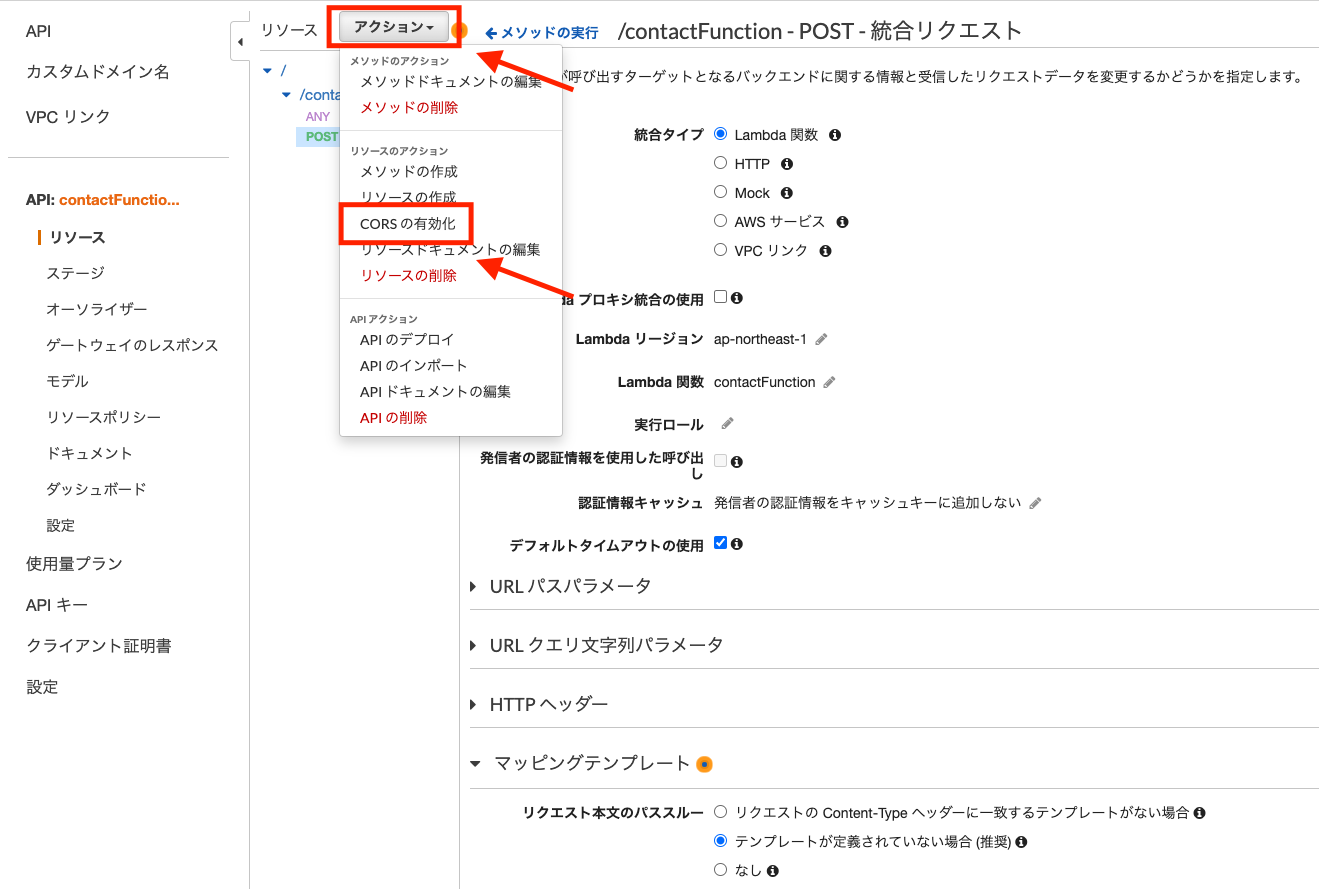 API
カスタムドメイン名
VPC リンク
API: contactFunctio...
リソース
ステージ
オーソライザー
ゲートウェイのレスポンス
モデル
リソースポリシー
ドキュメント
ダッシュボード
設定
使用量プラン
API キー
クライアント証明書
設定
リソース
アクション
/
/conta
ANY
POST
メソッドのアクション
メソッドドキュメントの編集
メソッドの削除
リソースのアクション
メソッドの作成
リソースの作成
CORS の有効化
リソースドキュメントの編集
リソースの削除
API アクション
API のデプロイ
API のインポート
API ドキュメントの編集
API の削除
メソッドの実行 /contactFunction - POST - 統合リクエスト
が呼び出すターゲットとなるバックエンドに関する情報と受信したリクエストデータを変更するかどうかを指定します。
統合タイプ Lambda 関数
HTTP
Mock
AWS サービス
VPC リンク
da プロキシ統合の使用
Lambda リージョン ap-northeast-1
Lambda 関数 contactFunction
実行ロール
発信者の認証情報を使用した呼び出
し
認証情報キャッシュ 発信者の認証情報をキャッシュキーに追加しない
デフォルトタイムアウトの使用
URL パスパラメータ
URL クエリ文字列パラメータ
HTTP ヘッダー
マッピングテンプレート
リクエスト本文のパススルー リクエストの Content-Type ヘッダーに一致するテンプレートがない場合
テンプレートが定義されていない場合 (推奨)
なし